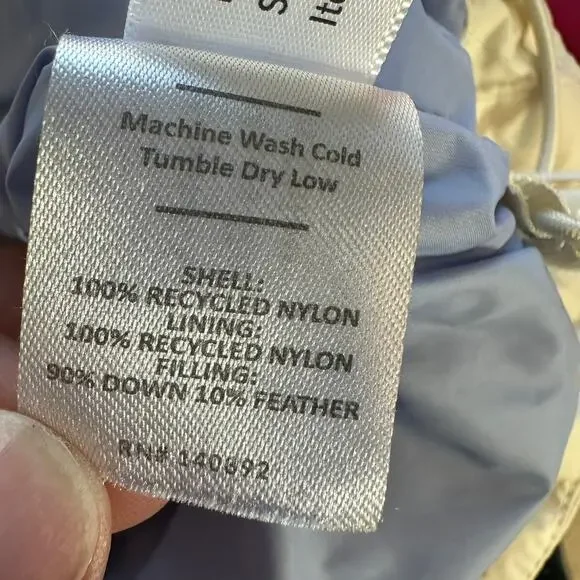 Machine Wash Cold
Tumble Dry Low
SHELL:
100% RECYCLED NYLON
LINING:
100% RECYCLED NYLON
FILLING:
90% DOWN 10% FEATHER
RN# 140692